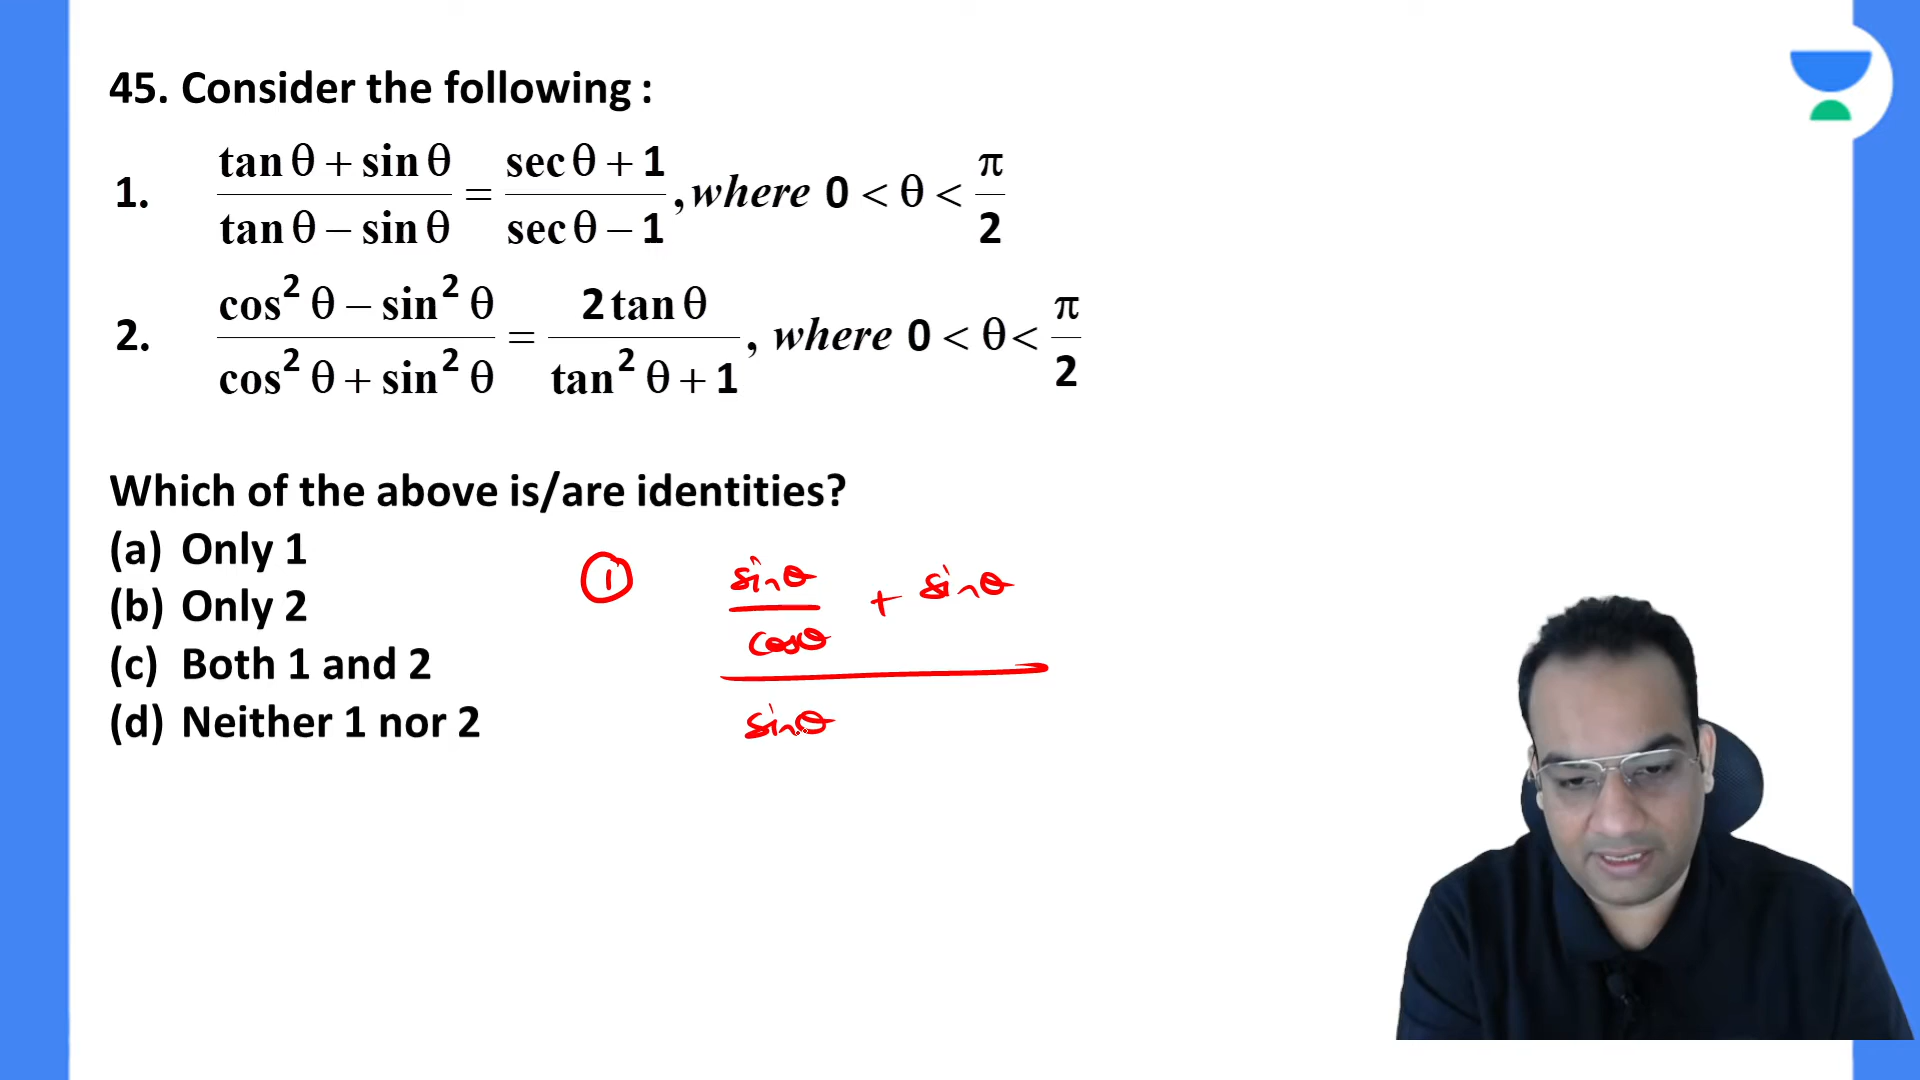 45. Consider the following :
1. tan θ + sin θ / tan θ − sin θ = sec θ + 1 / sec θ − 1 , where 0 < θ < π / 2
2. cos² θ − sin² θ / cos² θ + sin² θ = 2 tan θ / tan² θ + 1 , where 0 < θ < π / 2
Which of the above is/are identities?
(a) Only 1
(b) Only 2
(c) Both 1 and 2
(d) Neither 1 nor 2
① sinθ / cosθ + sinθ
sinθ